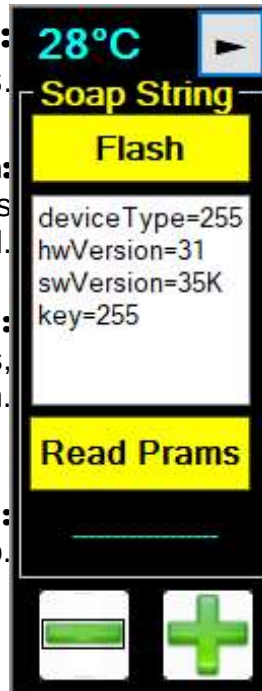 28°C
Soap String
Flash
deviceType=255
hwVersion=31
swVersion=35K
key=255
Read Prams